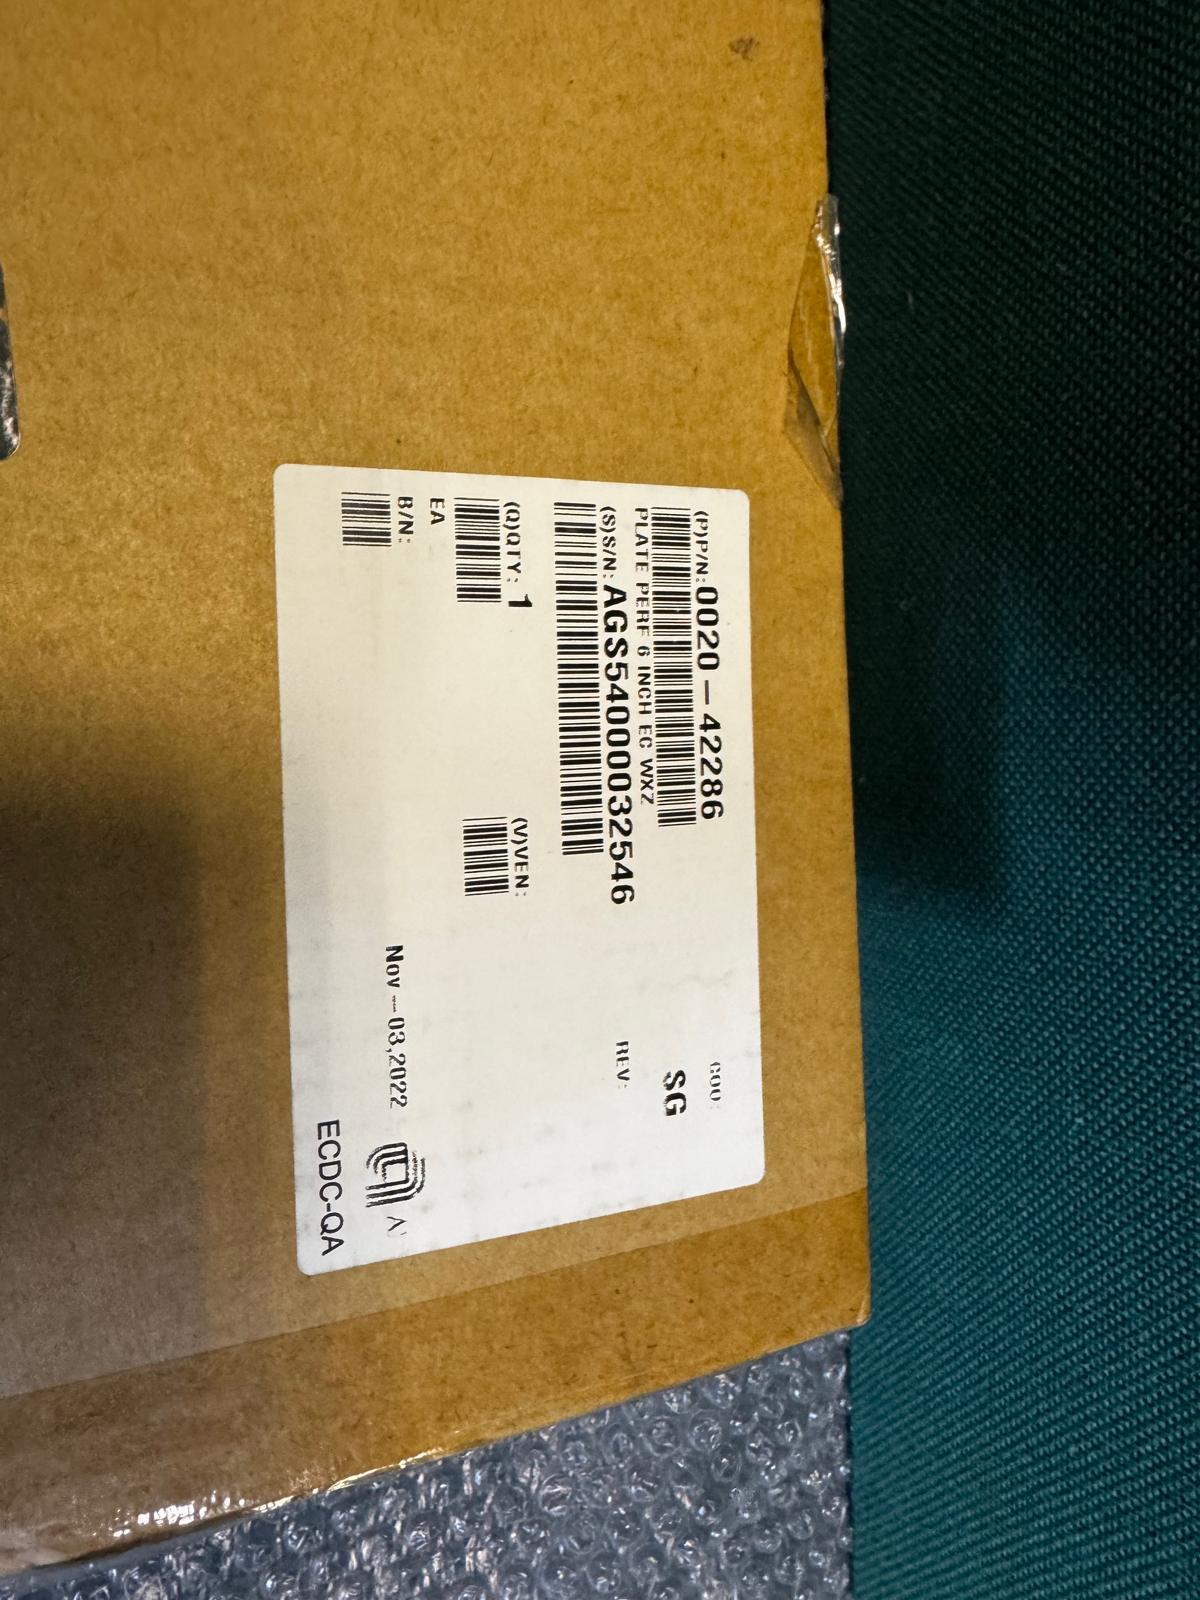 (P)P/N:0020-42286
COO:
SG
PLATE PERF 6 INCH EC WXZ
(S)S/N:AGS5400032546
REV:
(Q)QTY: 1
(V)VEN:
EA
B/N:
Nov-03,2022
ECDC-QA